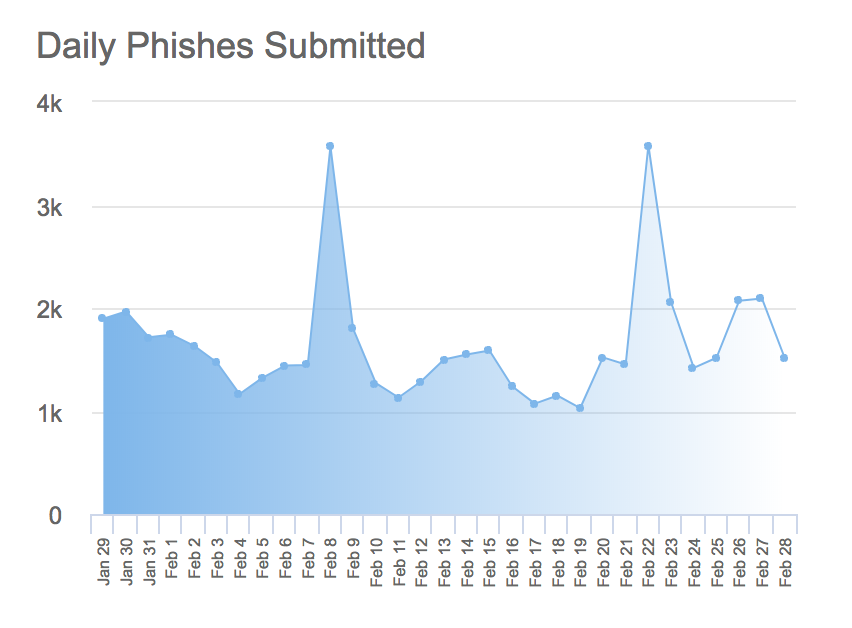 Daily Phishes Submitted
4k
3k
2k
1k
0
Jan 29
Jan 30
Jan 31
Feb 1
Feb 2
Feb 3
Feb 4
Feb 5
Feb 6
Feb 7
Feb 8
Feb 9
Feb 10
Feb 11
Feb 12
Feb 13
Feb 14
Feb 15
Feb 16
Feb 17
Feb 18
Feb 19
Feb 20
Feb 21
Feb 22
Feb 23
Feb 24
Feb 25
Feb 26
Feb 27
Feb 28